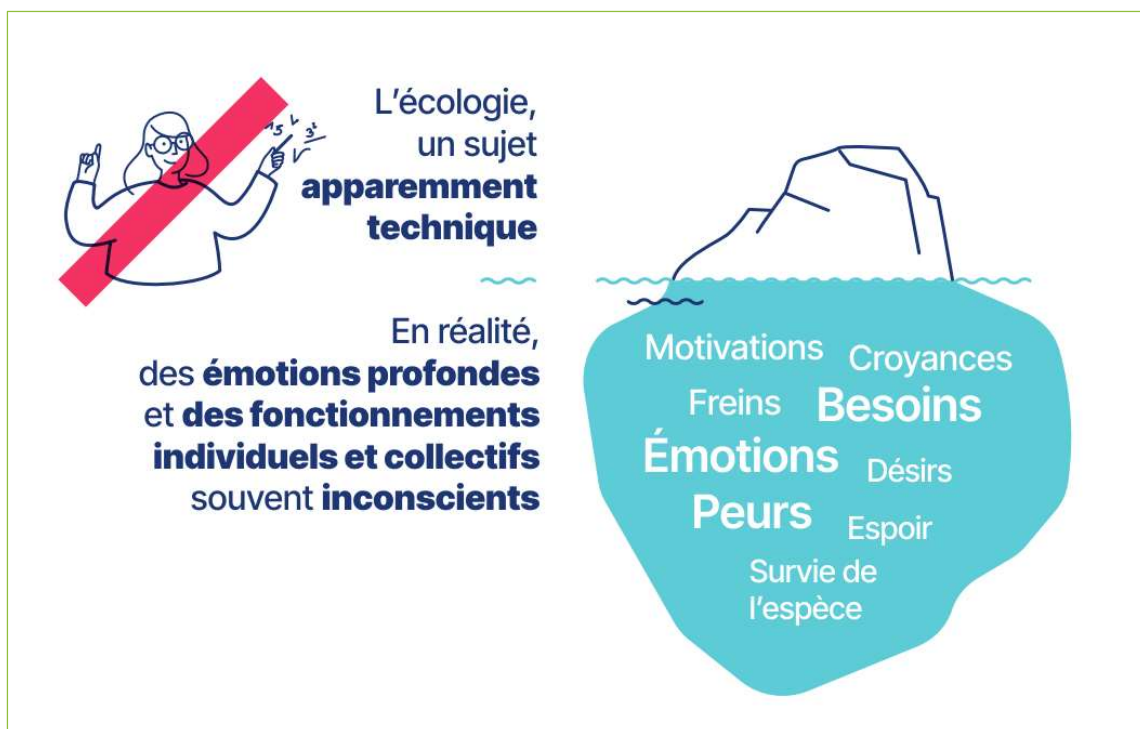 L'écologie,
un sujet
apparemment
technique
En réalité,
des émotions profondes
et des fonctionnements
individuels et collectifs
souvent inconscients
Motivations
Croyances
Freins
Besoins
Émotions
Désirs
Peurs
Espoir
Survie de
l'espèce